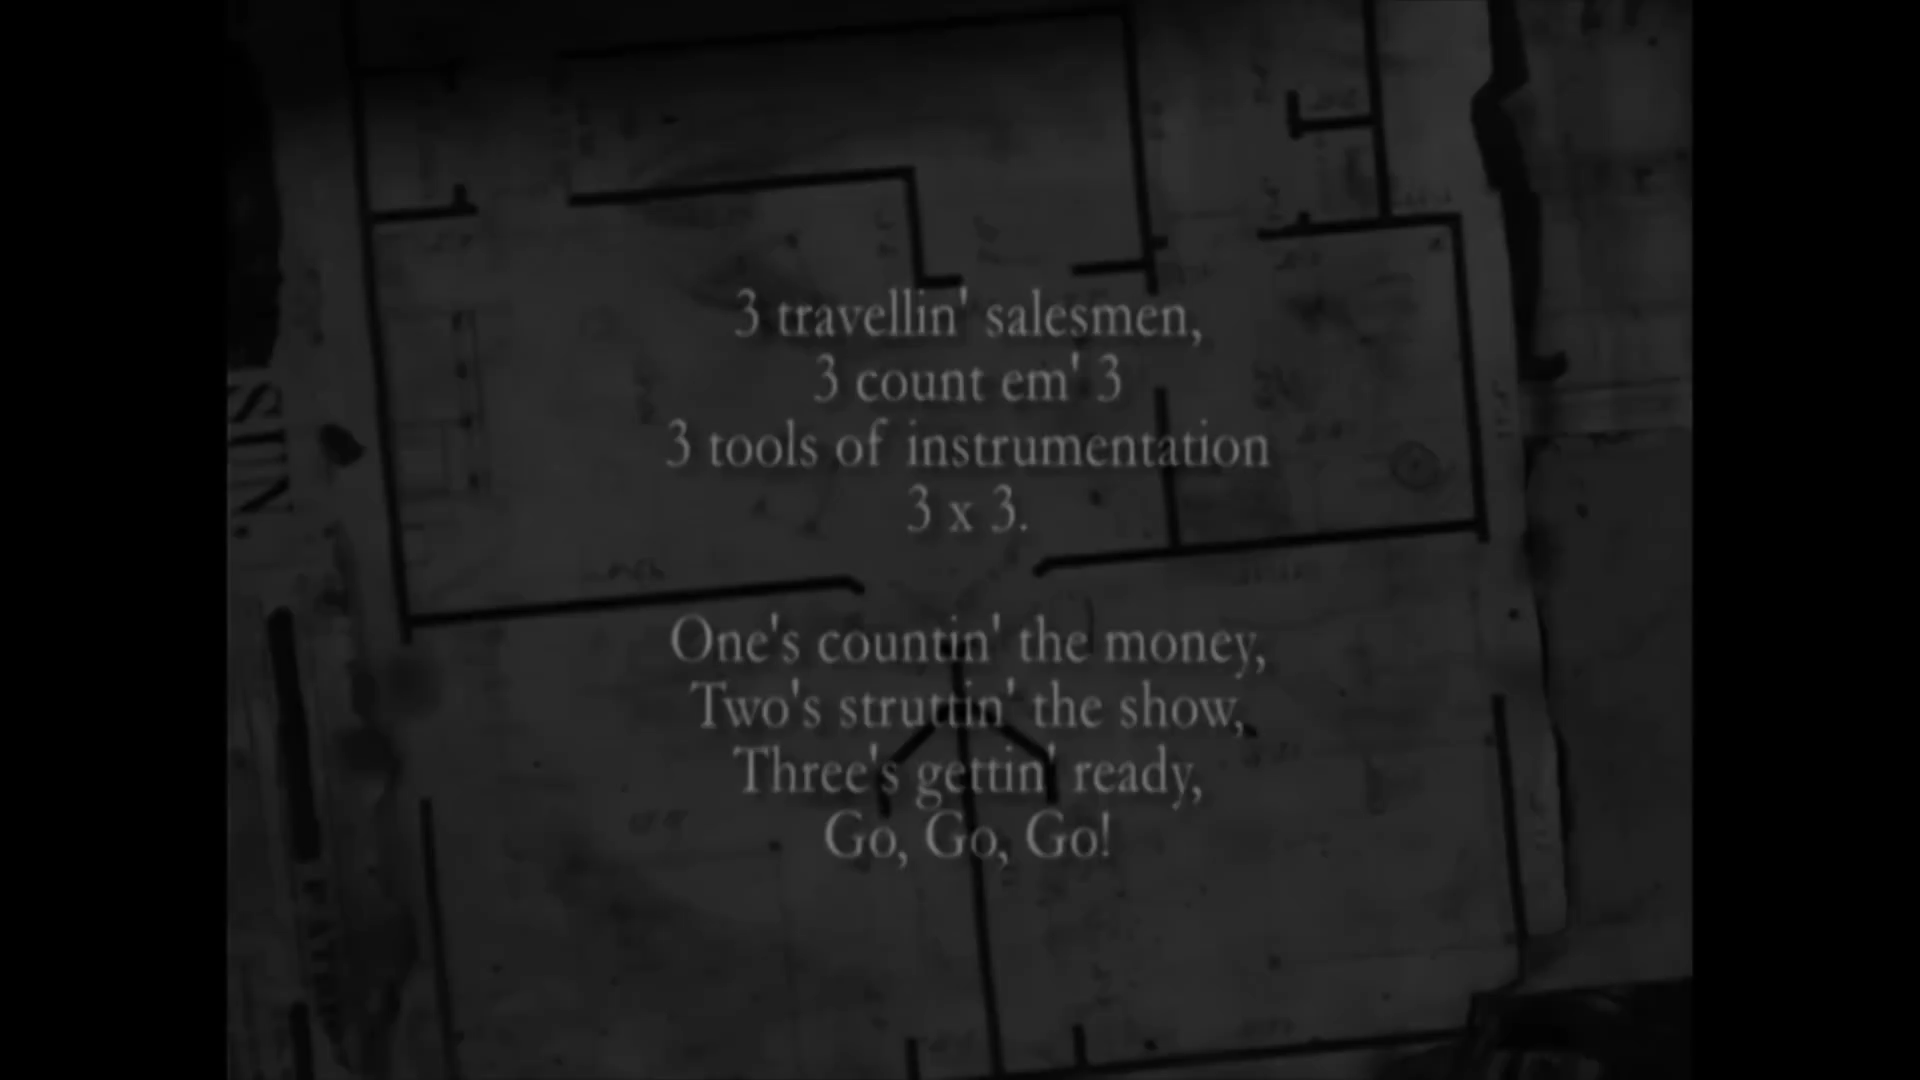 3 travellin' salesmen,
3 count em' 3
3 tools of instrumentation
3 x 3.
One's countin' the money,
Two's struttin' the show,
Three's gettin' ready,
Go, Go, Go!
SUN.